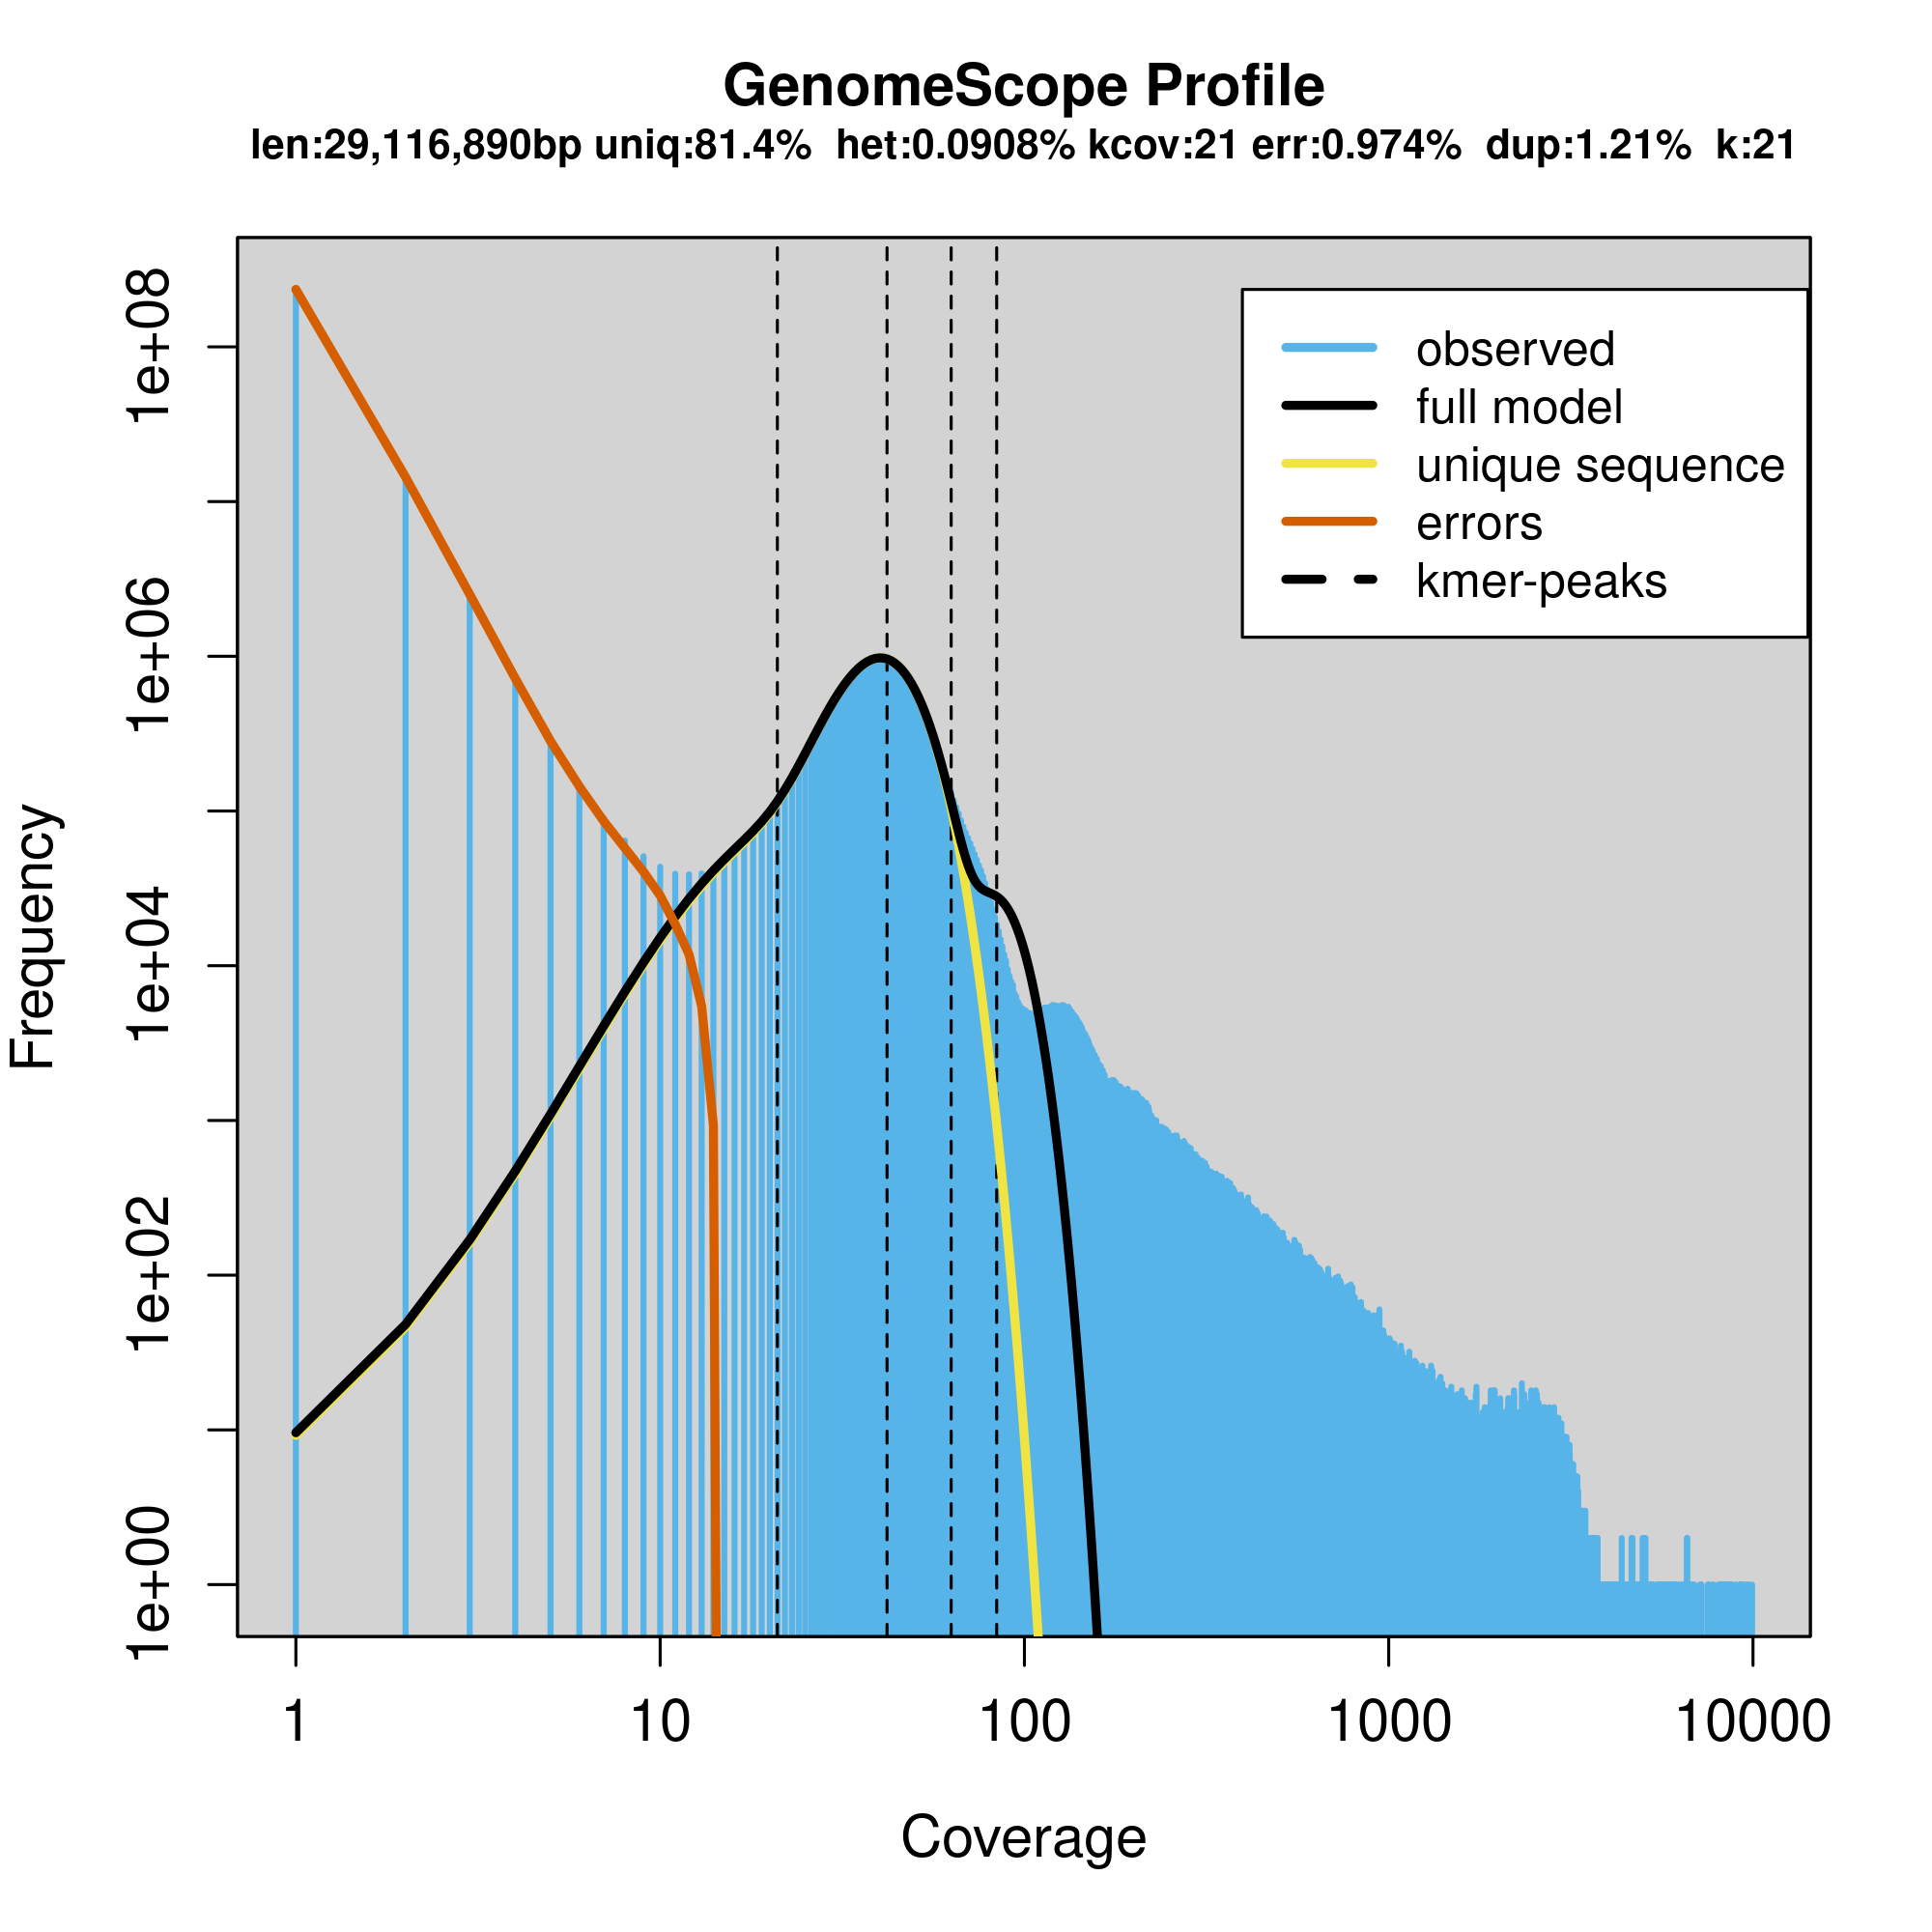 GenomeScope Profile
len:29,116,890bp uniq:81.4% het:0.0908% kcov:21 err:0.974% dup:1.21% k:21
observed
full model
unique sequence
errors
kmer-peaks
Frequency
1e+08
1e+06
1e+04
1e+02
1e+00
1 10 100 1000 10000
Coverage